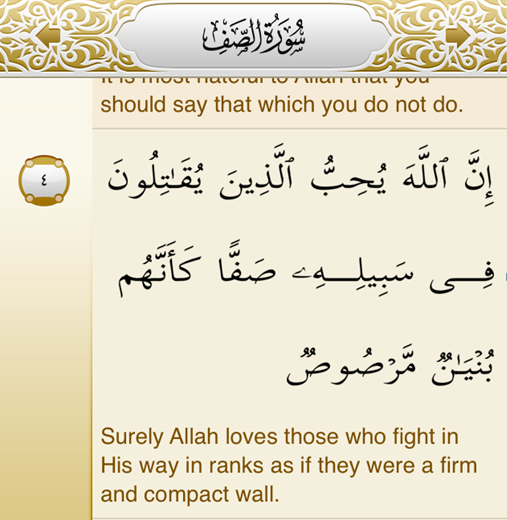 سُورَةُ الصَّفِّ
It is most hateful to Allah that you
should say that which you do not do.
٤
إِنَّ ٱللَّهَ يُحِبُّ ٱلَّذِينَ يُقَـٰتِلُونَ
فِـــى سَبِيلِـــهِۦ صَفًّا كَأَنَّهُم
بُنْيَـٰنٌ مَّرْصُوصٌ
Surely Allah loves those who fight in
His way in ranks as if they were a firm
and compact wall.